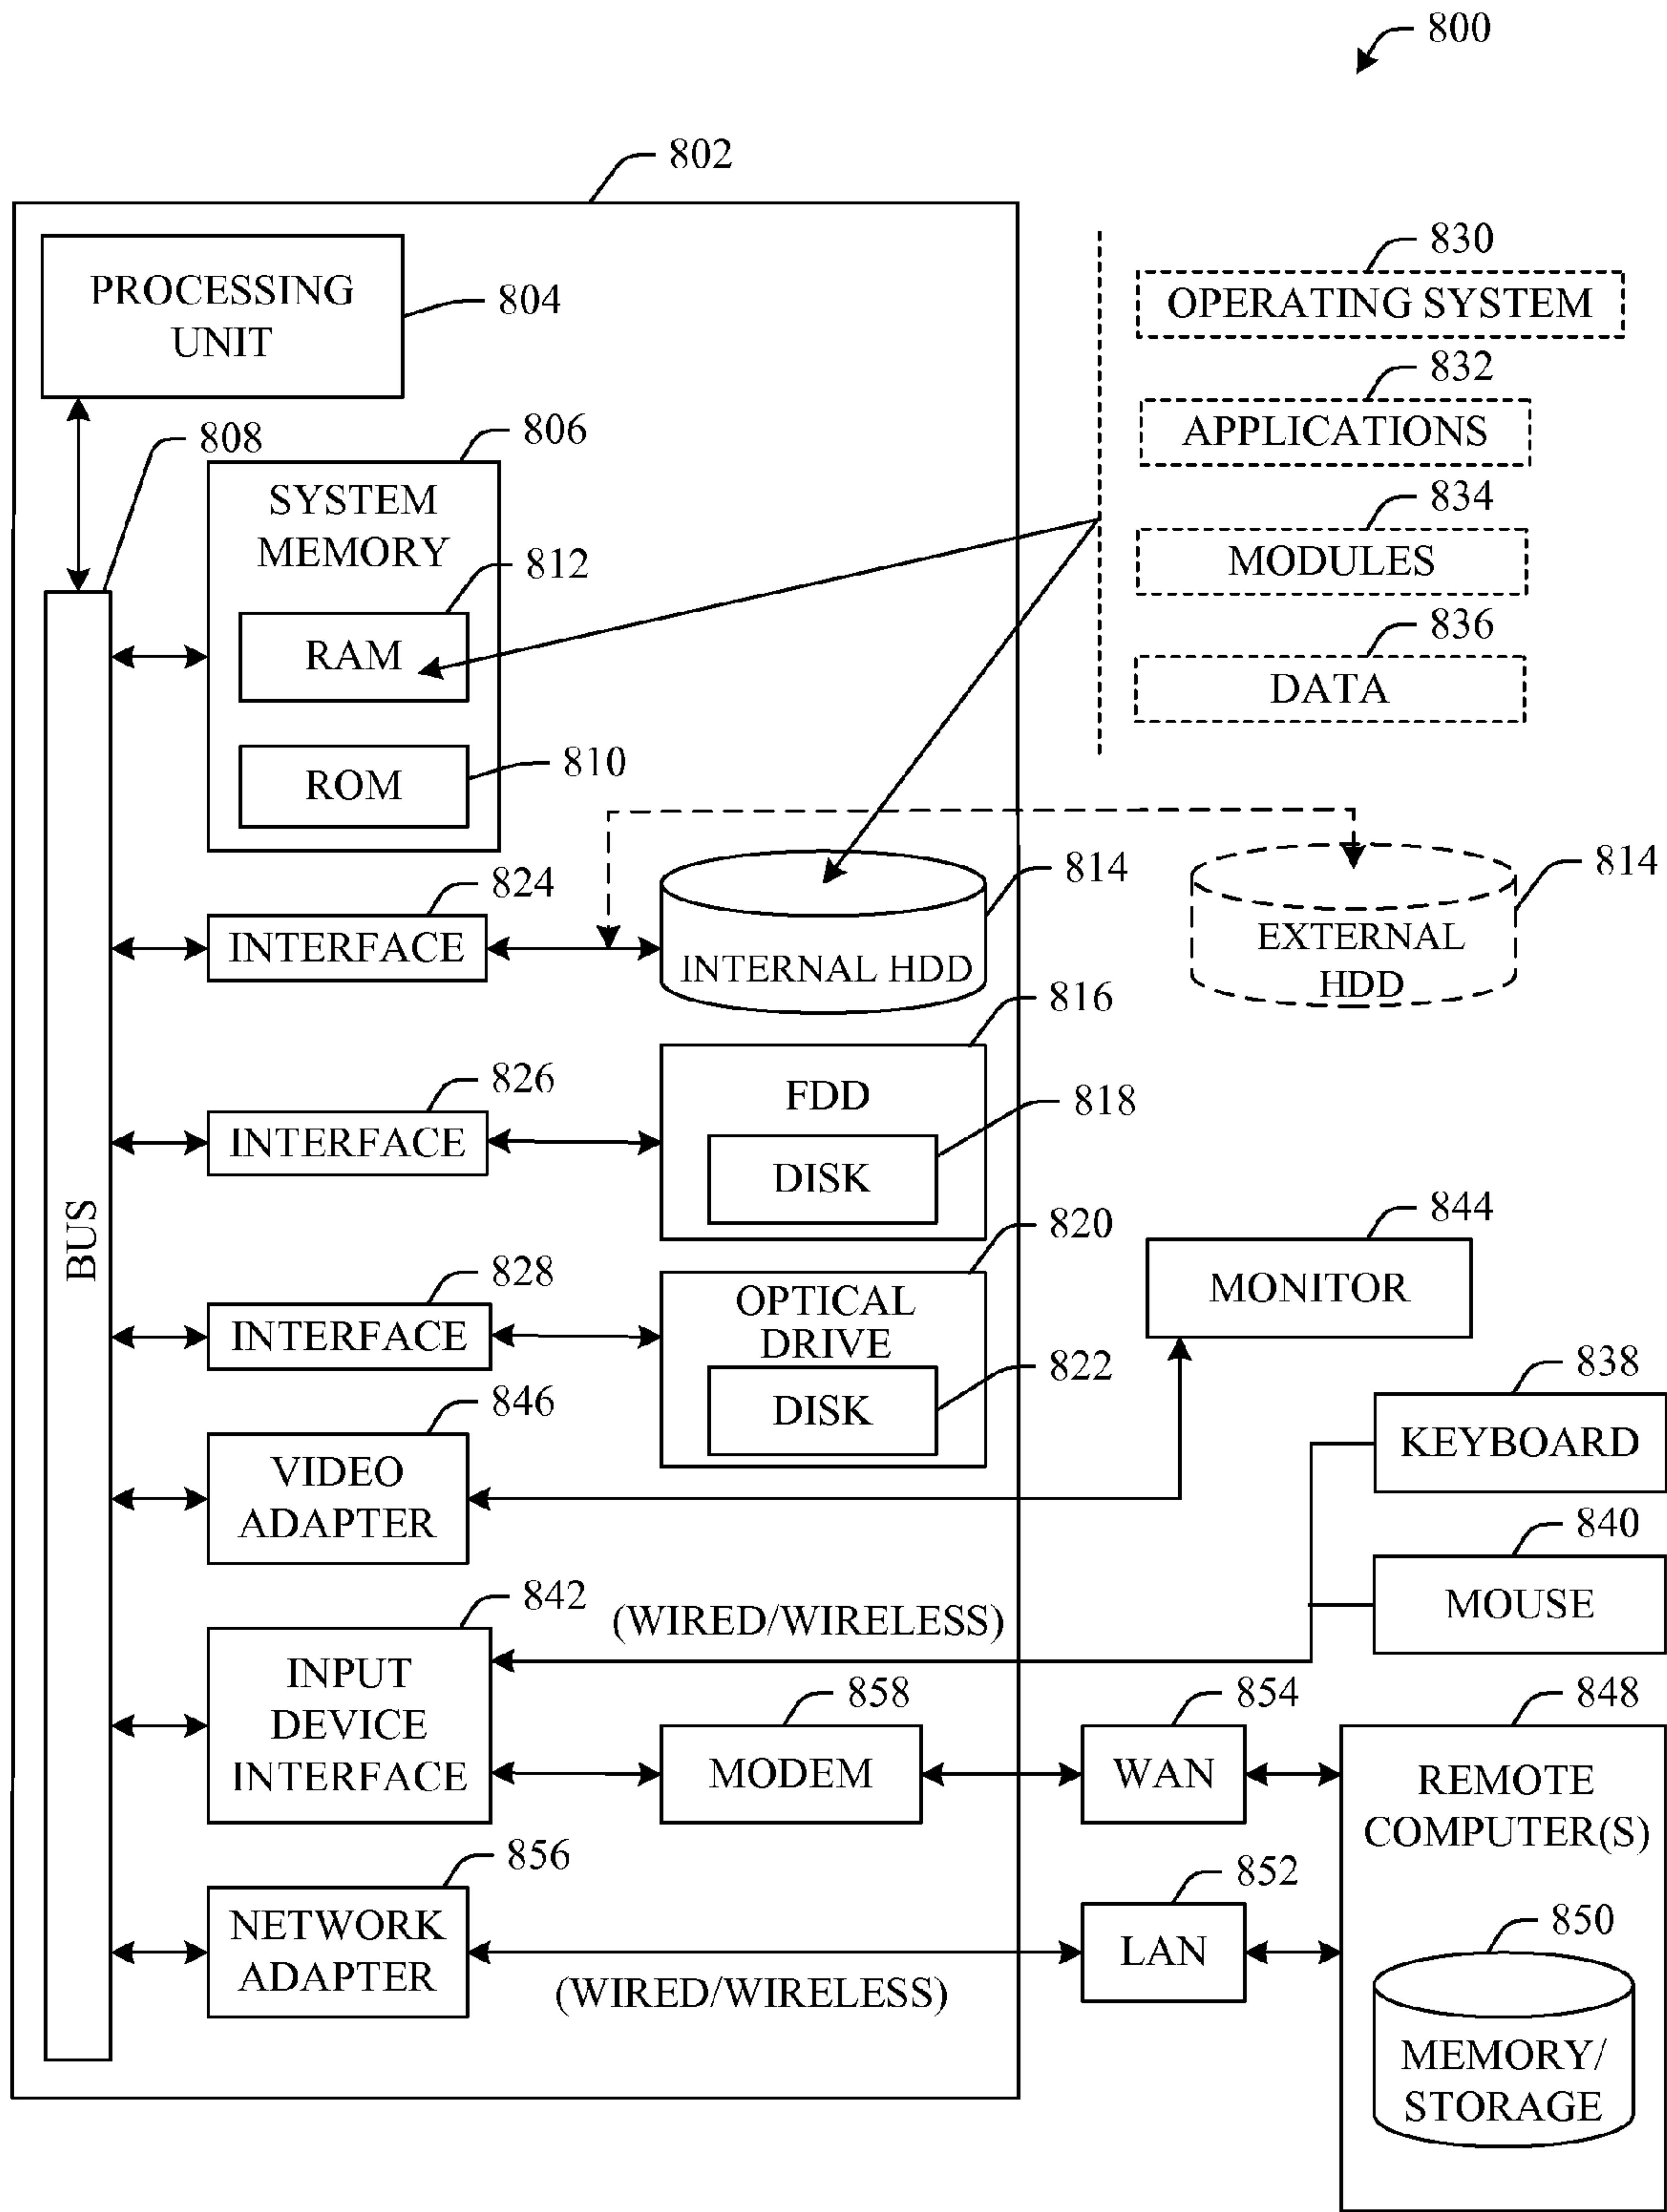 800
802
PROCESSING
UNIT
804
808
806
SYSTEM
MEMORY
812
RAM
810
ROM
830
OPERATING SYSTEM
832
APPLICATIONS
834
MODULES
836
DATA
824
INTERFACE
814
INTERNAL HDD
814
EXTERNAL
HDD
826
INTERFACE
816
FDD
818
DISK
BUS
828
INTERFACE
820
OPTICAL
DRIVE
822
DISK
844
MONITOR
846
VIDEO
ADAPTER
838
KEYBOARD
840
MOUSE
842
INPUT
DEVICE
INTERFACE
(WIRED/WIRELESS)
858
MODEM
854
WAN
848
REMOTE
COMPUTER(S)
856
NETWORK
ADAPTER
(WIRED/WIRELESS)
852
LAN
850
MEMORY/
STORAGE